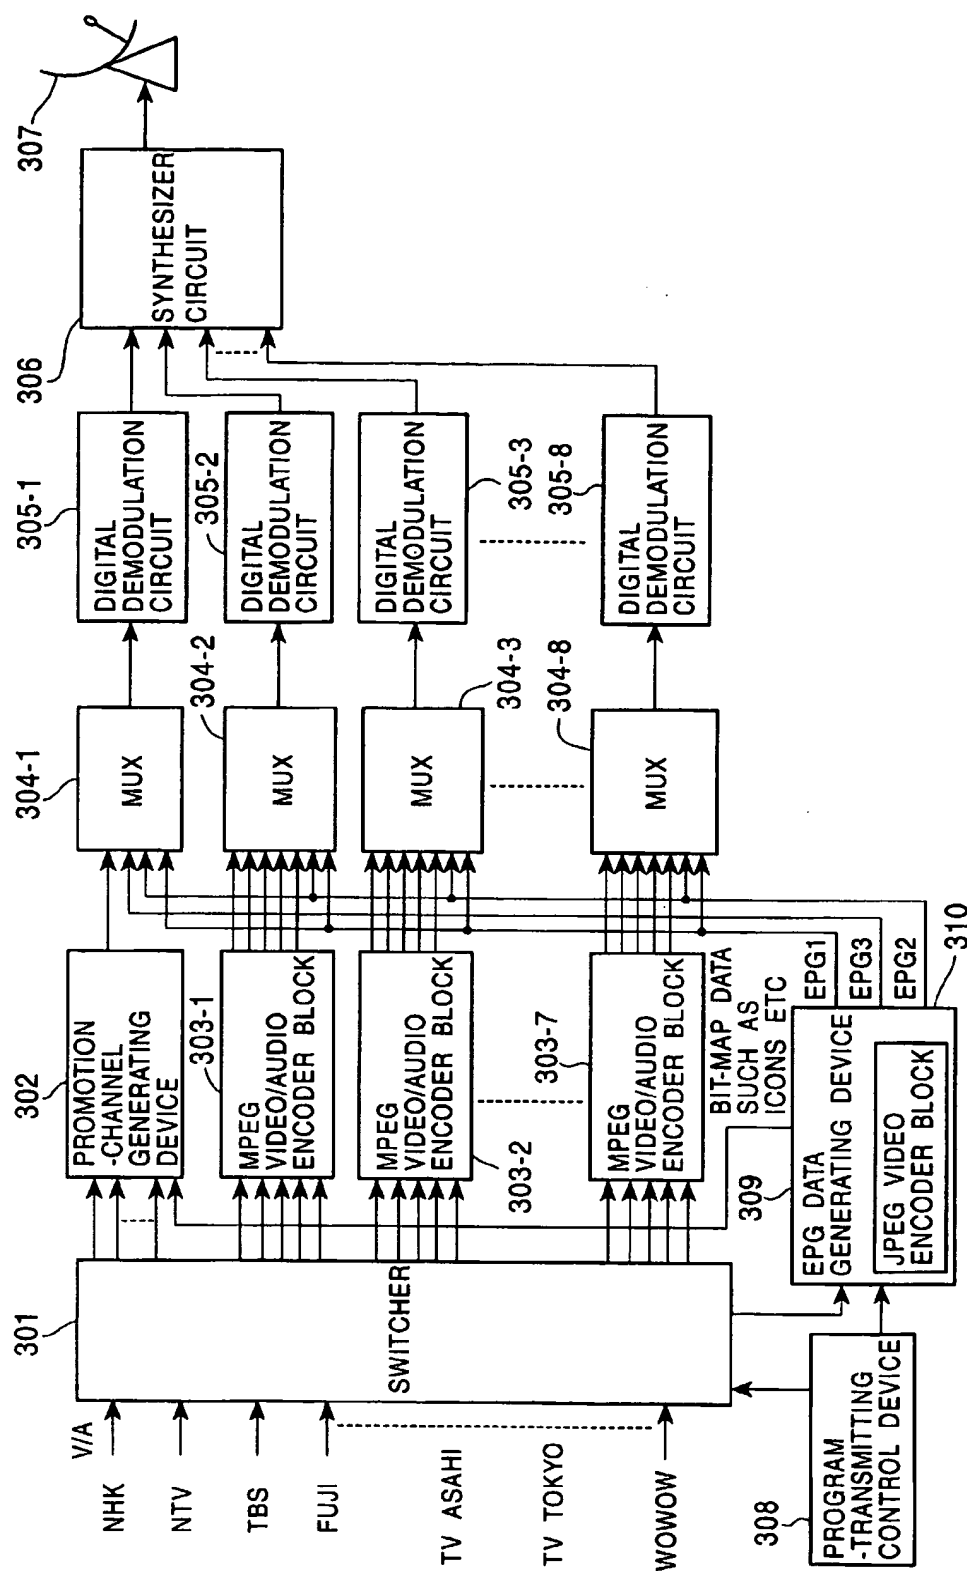 V/A
NHK
NTV
TBS
FUJI
TV ASAHI
TV TOKYO
WOWOW
301
SWITCHER
308
PROGRAM
-TRANSMITTING
CONTROL DEVICE
302
PROMOTION
-CHANNEL
GENERATING
DEVICE
303-1
MPEG
VIDEO/AUDIO
ENCODER BLOCK
MPEG
VIDEO/AUDIO
ENCODER BLOCK
303-2
303-7
MPEG
VIDEO/AUDIO
ENCODER BLOCK
BIT-MAP DATA
SUCH AS
ICONS ETC
309
EPG DATA
GENERATING DEVICE
JPEG VIDEO
ENCODER BLOCK
310
EPG1
EPG3
EPG2
304-1
MUX
304-2
MUX
304-3
MUX
304-8
MUX
305-1
DIGITAL
DEMODULATION
CIRCUIT
305-2
DIGITAL
DEMODULATION
CIRCUIT
305-3
DIGITAL
DEMODULATION
CIRCUIT
305-8
DIGITAL
DEMODULATION
CIRCUIT
306
SYNTHESIZER
CIRCUIT
307